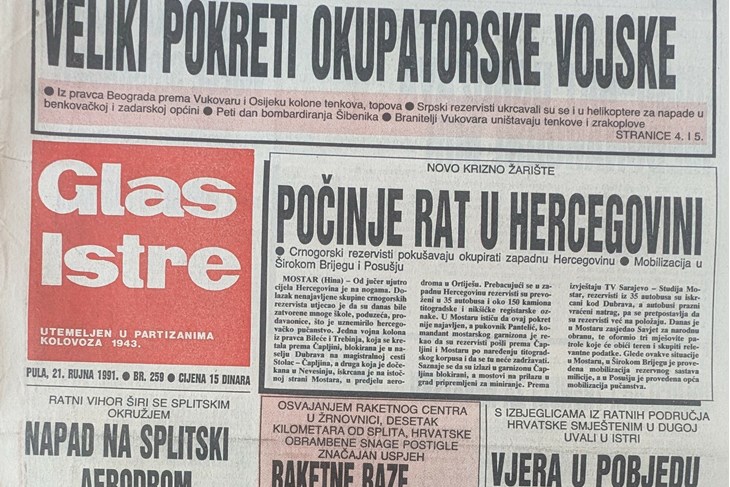 VELIKI POKRETI OKUPATORSKE VOJSKE
● Iz pravca Beograda prema Vukovaru i Osijeku kolone tenkova, topova ● Srpski rezervisti ukrcavali su se i u helikoptere za napade u
benkovačkoj i zadarskoj općini ● Peti dan bombardiranja Šibenika ● Branitelji Vukovara uništavaju tenkove i zrakoplove
STRANICE 4. I 5.
Glas
Istre
UTEMELJEN U PARTIZANIMA
KOLOVOZA 1943.
PULA, 21. RUJNA 1991. ● BR. 259 ● CIJENA 15 DINARA
NOVO KRIZNO ŽARIŠTE
POČINJE RAT U HERCEGOVINI
● Crnogorski rezervisti pokušavaju okupirati zapadnu Hercegovinu ● Mobilizacija u
Širokom Brijegu i Posušju
MOSTAR (Hina) – Od jučer ujutro
cijela Hercegovina je na nogama. Do-
lazak nenajavljene skupine crnogorskih
rezervista utjecao je da su danas bile
zatvorene mnoge škole, poduzeća, pro-
davaonice, što je uznemirilo hercego-
vačko pučanstvo. Jedna vojna kolona
iz pravca Bileće i Trebinja, koja se kre-
tala prema Čapljini, blokirana je u na-
selju Dubrava na magistralnoj cesti
Stolac – Čapljina, a druga koja je doče-
kana u Nevesinju, iskrcana je na istoč-
noj strani Mostara, u predjelu aero-
droma u Ortiješu. Prebacujući se u za-
padnu Hercegovinu rezervisti su prevo-
ženi u 35 autobusa i oko 150 kamiona
titogradske i nikšićke registarske oz-
nake. U Mostaru ističu da ovaj pokret
nije najavljen, a pukovnik Pantelić, ko-
mandant mostarskog garnizona je re-
kao da su rezervisti pošli prema Čap-
ljini i Mostaru po naređenju titograd-
skog korpusa i da se tu neće zadržavati.
Saznaje se da su izlazi u garnizonu Čap-
ljina blokirani, a mostovi na prilazu u
grad pripremljeni za miniranje. Prema
izvještaju TV Sarajevo – Studija Mo-
star, rezervisti iz 35 autobusa su iskrc-
ani kod Dubrava, a autobusi prazni
vraćeni natrag, pa se pretpostavlja da
su rezervisti već na položaju. Danas je u
Mostaru zasjedao Savjet za narodnu
obranu, te oformio tri mješovite pa-
trole koje će obići teren i skupiti rele-
vantne podatke. Glede ovakve situacije
u Mostaru, u Širokom Brijegu je prove-
dena mobilizacija rezervnog sastava
milicije, a u Posušju je provedena opća
mobilizacija pučanstva.
RATNI VIHOR ŠIRI SE SPLITSKIM
OKRUŽJEM
NAPAD NA SPLITSKI
AERODROM
OSVAJANJEM RAKETNOG CENTRA
U ŽRNOVNICI, DESETAK
KILOMETARA OD SPLITA, HRVATSKE
OBRAMBENE SNAGE POSTIGLE
ZNAČAJAN USPJEH
RAKETNE BAZE
S IZBJEGLICAMA IZ RATNIH PODRUČJA
HRVATSKE SMJEŠTENIM U DUGOJ
UVALI U ISTRI
VJERA U POBJEDU